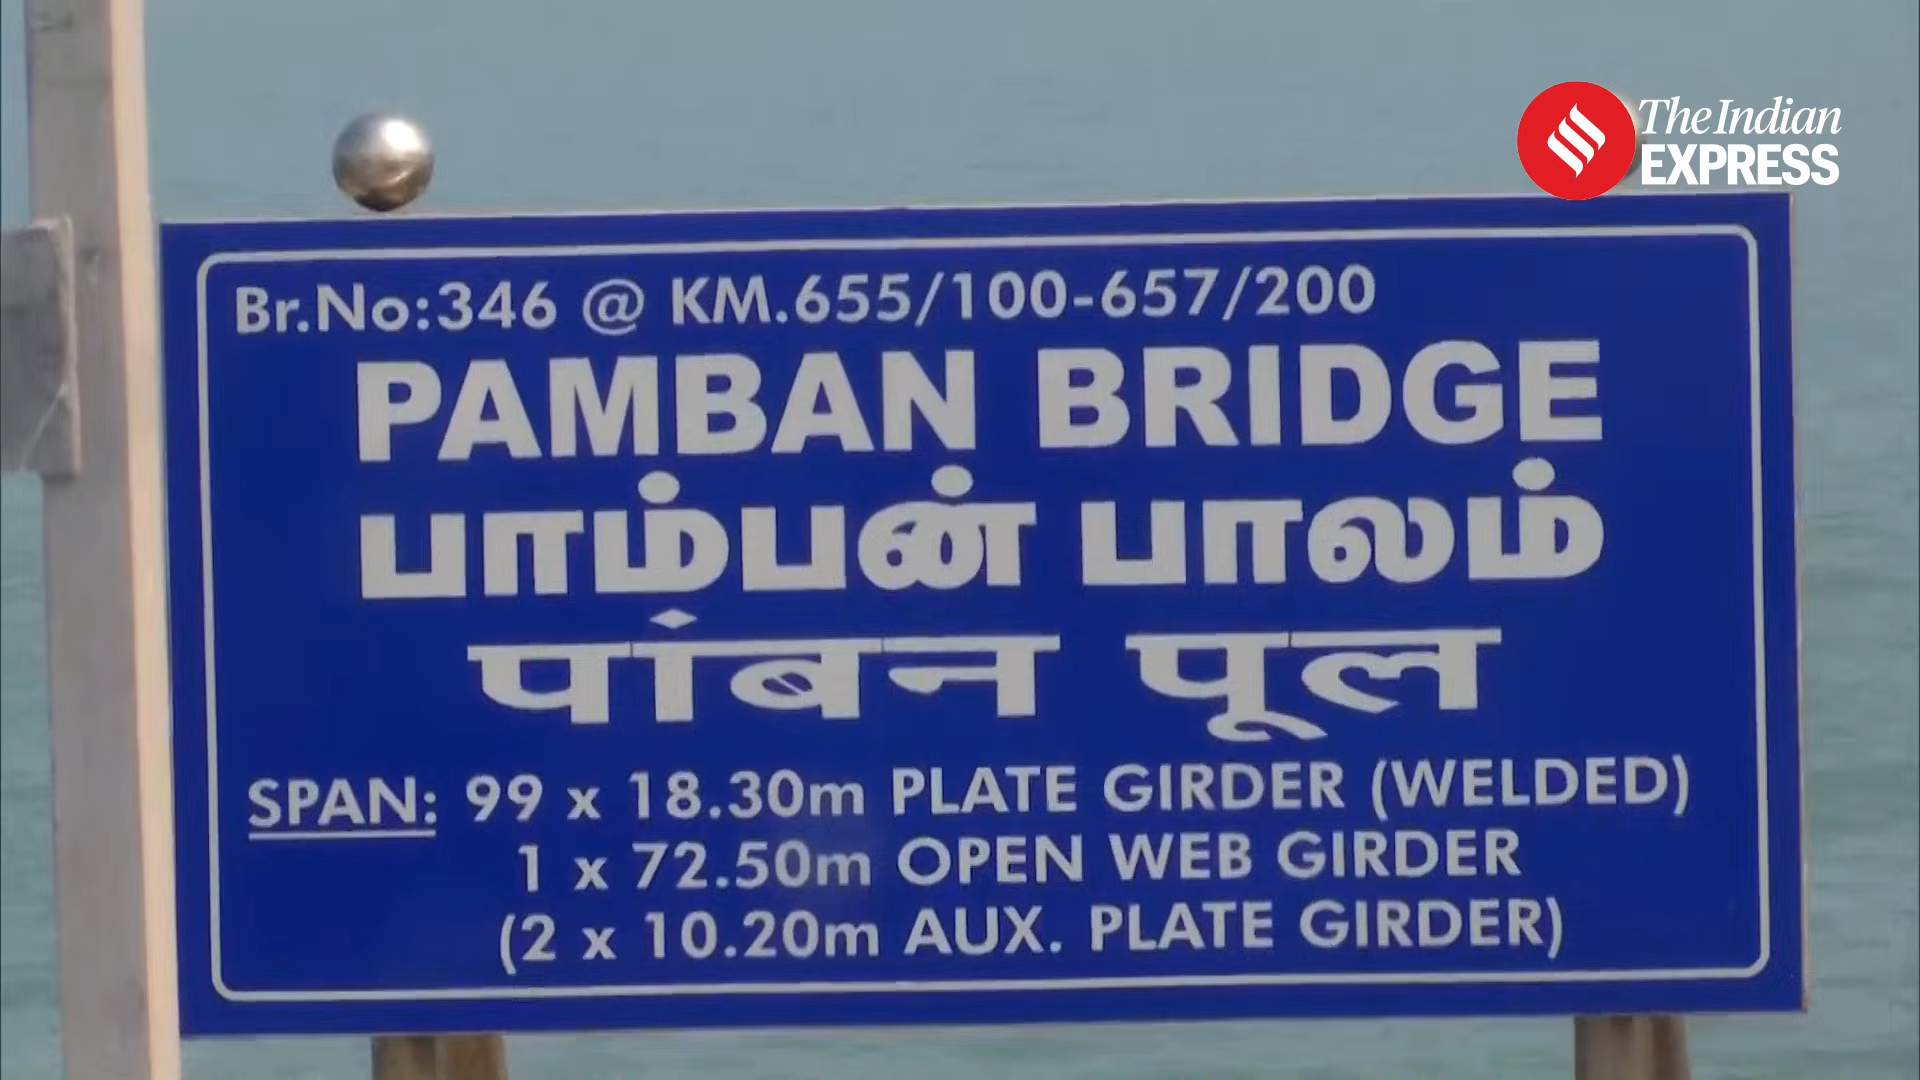 The Indian
EXPRESS
Br.No:346 @ KM.655/100-657/200
PAMBAN BRIDGE
பாம்பன் பாலம்
पांबन पूल
SPAN: 99 x 18.30m PLATE GIRDER (WELDED)
1 x 72.50m OPEN WEB GIRDER
(2 x 10.20m AUX. PLATE GIRDER)